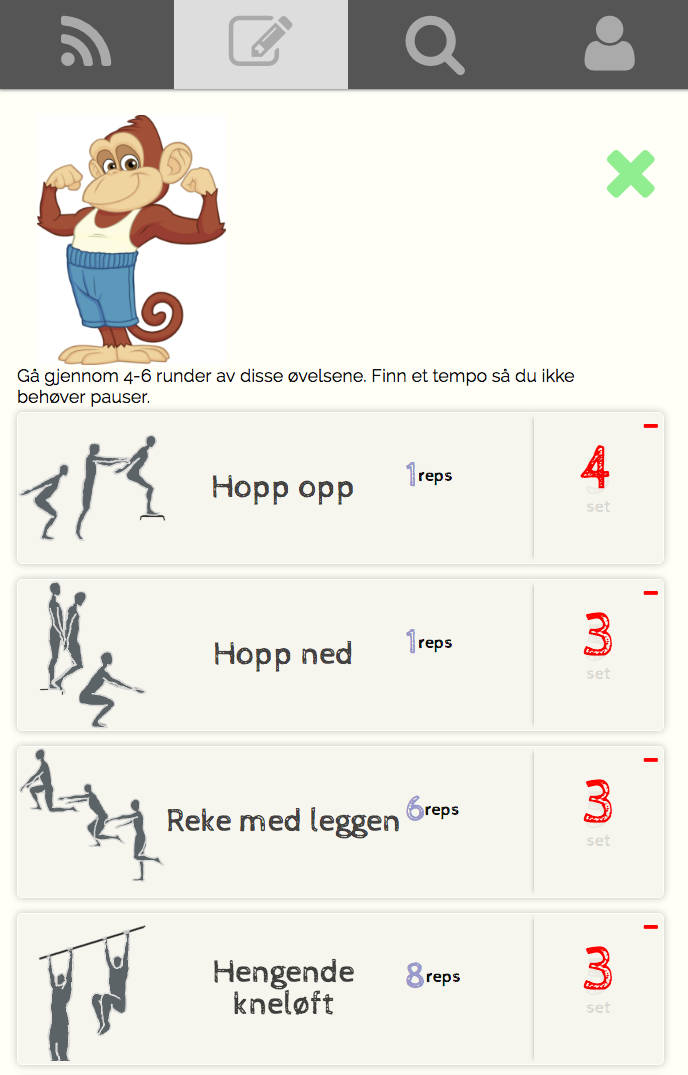 Gå gjennom 4-6 runder av disse øvelsene. Finn et tempo så du ikke
behøver pauser.
Hopp opp
1reps
4
set
Hopp ned
1reps
3
set
Reke med leggen
6reps
3
set
Hengende
kneløft
8reps
3
set